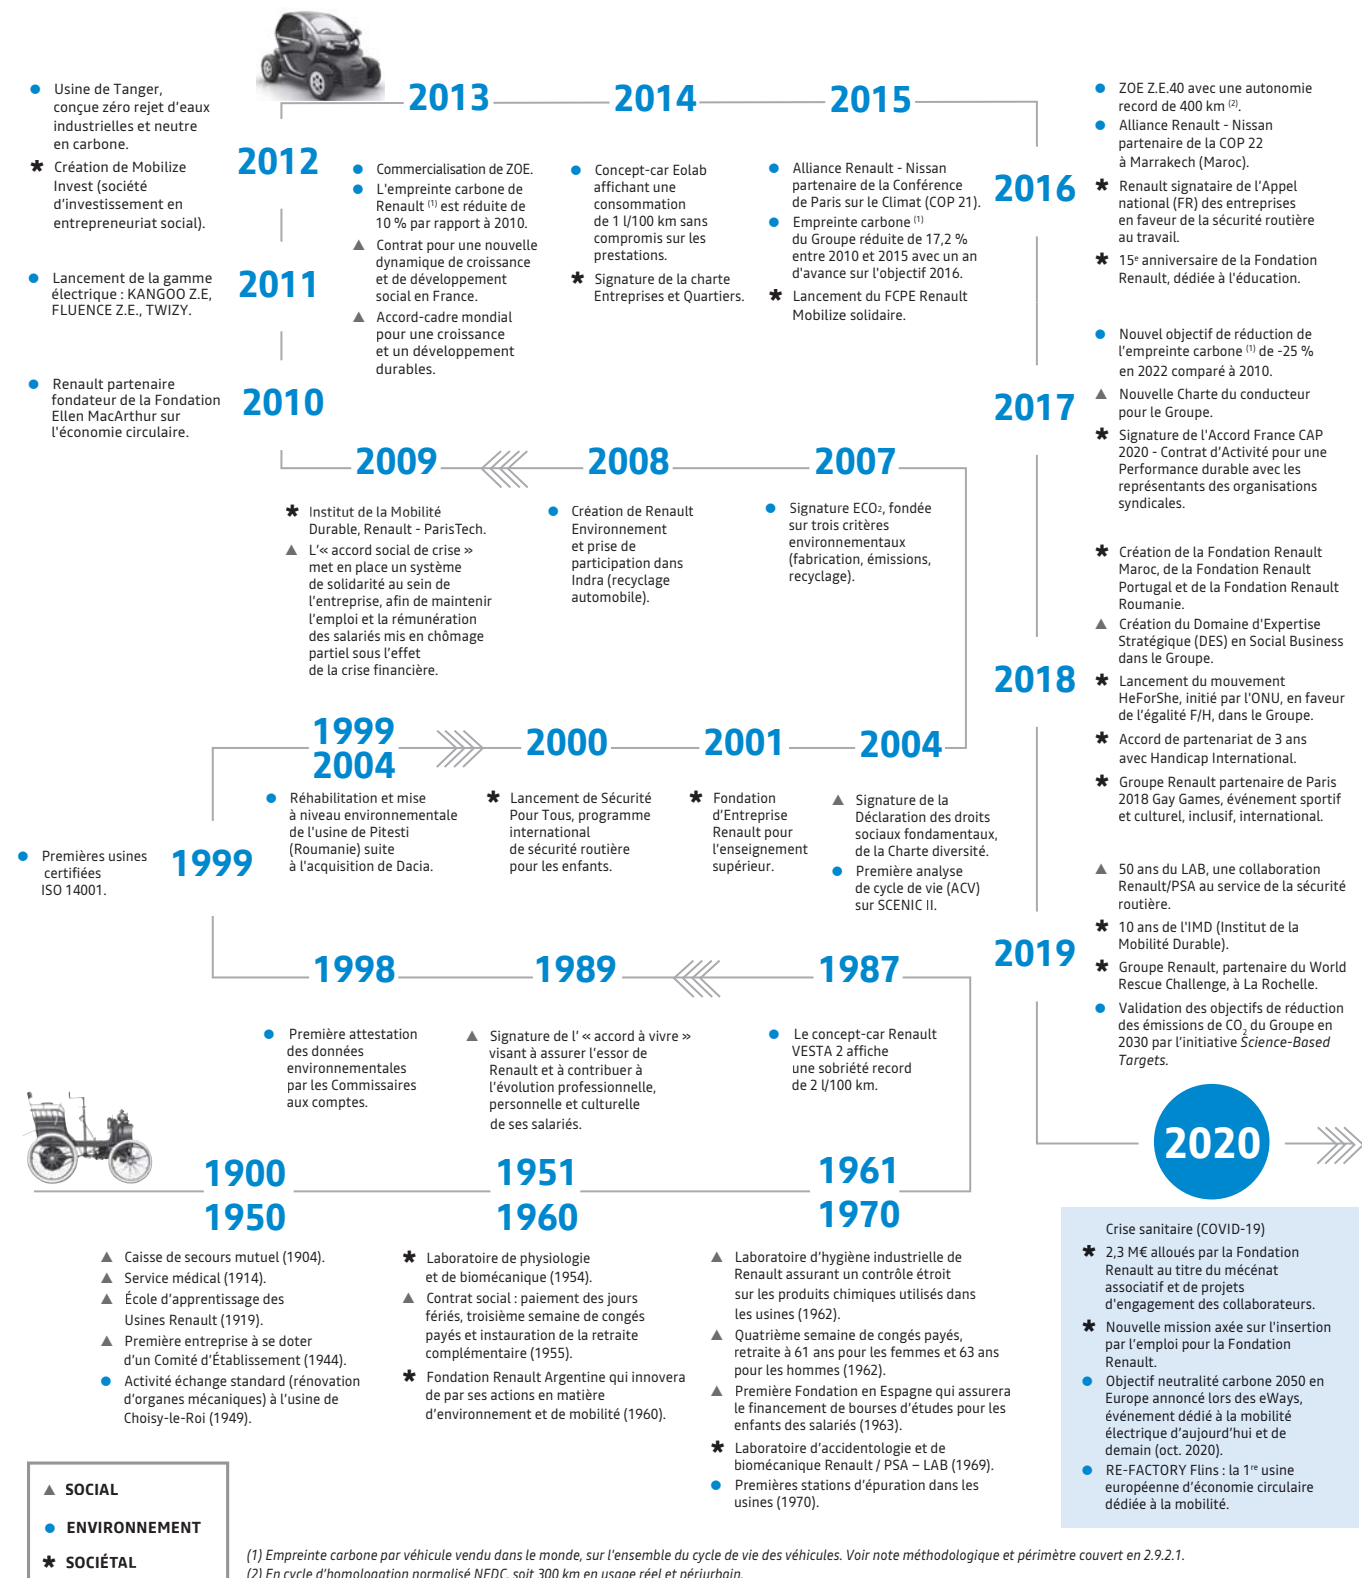 Usine de Tanger,
conçue zéro rejet d'eaux
industrielles et neutre
en carbone.
Création de Mobilize
Invest (société
d'investissement en
entrepreneuriat social).
2012
Lancement de la gamme
électrique : KANGOO Z.E,
FLUENCE Z.E., TWIZY.
2011
Renault partenaire
fondateur de la Fondation
Ellen MacArthur sur
l'économie circulaire.
2010
2013
Commercialisation de ZOE.
L'empreinte carbone de
Renault (1) est réduite de
10 % par rapport à 2010.
Contrat pour une nouvelle
dynamique de croissance
et de développement
social en France.
Accord-cadre mondial
pour une croissance
et un développement
durables.
2014
Concept-car Eolab
affichant une
consommation
de 1 l/100 km sans
compromis sur les
prestations.
Signature de la charte
Entreprises et Quartiers.
2015
Alliance Renault - Nissan
partenaire de la Conférence
de Paris sur le Climat (COP 21).
Empreinte carbone (1)
du Groupe réduite de 17,2 %
entre 2010 et 2015 avec un an
d'avance sur l'objectif 2016.
Lancement du FCPE Renault
Mobilize solidaire.
2016
ZOE Z.E.40 avec une autonomie
record de 400 km (2).
Alliance Renault - Nissan
partenaire de la COP 22
à Marrakech (Maroc).
Renault signataire de l'Appel
national (FR) des entreprises
en faveur de la sécurité routière
au travail.
15e anniversaire de la Fondation
Renault, dédiée à l'éducation.
2017
Nouvel objectif de réduction de
l'empreinte carbone (1) de -25 %
en 2022 comparé à 2010.
Nouvelle Charte du conducteur
pour le Groupe.
Signature de l'Accord France CAP
2020 - Contrat d'Activité pour une
Performance durable avec les
représentants des organisations
syndicales.
2018
Création de la Fondation Renault
Maroc, de la Fondation Renault
Portugal et de la Fondation Renault
Roumanie.
Création du Domaine d'Expertise
Stratégique (DES) en Social Business
dans le Groupe.
Lancement du mouvement
HeForShe, initié par l'ONU, en faveur
de l'égalité F/H, dans le Groupe.
Accord de partenariat de 3 ans
avec Handicap International.
Groupe Renault partenaire de Paris
2018 Gay Games, événement sportif
et culturel, inclusif, international.
2019
50 ans du LAB, une collaboration
Renault/PSA au service de la sécurité
routière.
10 ans de l'IMD (Institut de la
Mobilité Durable).
Groupe Renault, partenaire du World
Rescue Challenge, à La Rochelle.
Validation des objectifs de réduction
des émissions de CO2 du Groupe en
2030 par l'initiative Science-Based
Targets.
2009
Institut de la Mobilité
Durable, Renault - ParisTech.
L'« accord social de crise »
met en place un système
de solidarité au sein de
l'entreprise, afin de maintenir
l'emploi et la rémunération
des salariés mis en chômage
partiel sous l'effet
de la crise financière.
2008
Création de Renault
Environnement
et prise de
participation dans
Indra (recyclage
automobile).
2007
Signature ECO2, fondée
sur trois critères
environnementaux
(fabrication, émissions,
recyclage).
1999
2004
Réhabilitation et mise
à niveau environnementale
de l'usine de Pitesti
(Roumanie) suite
à l'acquisition de Dacia.
2000
Lancement de Sécurité
Pour Tous, programme
international
de sécurité routière
pour les enfants.
2001
Fondation
d'Entreprise
Renault pour
l'enseignement
supérieur.
2004
Signature de la
Déclaration des droits
sociaux fondamentaux,
de la Charte diversité.
Première analyse
de cycle de vie (ACV)
sur SCENIC II.
Premières usines
certifiées
ISO 14001.
1999
1998
Première attestation
des données
environnementales
par les Commissaires
aux comptes.
1989
Signature de l' « accord à vivre »
visant à assurer l'essor de
Renault et à contribuer à
l'évolution professionnelle,
personnelle et culturelle
de ses salariés.
1987
Le concept-car Renault
VESTA 2 affiche
une sobriété record
de 2 l/100 km.
1900
1950
Caisse de secours mutuel (1904).
Service médical (1914).
École d'apprentissage des
Usines Renault (1919).
Première entreprise à se doter
d'un Comité d'Établissement (1944).
Activité échange standard (rénovation
d'organes mécaniques) à l'usine de
Choisy-le-Roi (1949).
1951
1960
Laboratoire de physiologie
et de biomécanique (1954).
Contrat social : paiement des jours
fériés, troisième semaine de congés
payés et instauration de la retraite
complémentaire (1955).
Fondation Renault Argentine qui innovera
de par ses actions en matière
d'environnement et de mobilité (1960).
1961
1970
Laboratoire d'hygiène industrielle de
Renault assurant un contrôle étroit
sur les produits chimiques utilisés dans
les usines (1962).
Quatrième semaine de congés payés,
retraite à 61 ans pour les femmes et 63 ans
pour les hommes (1962).
Première Fondation en Espagne qui assurera
le financement de bourses d'études pour les
enfants des salariés (1963).
Laboratoire d'accidentologie et de
biomécanique Renault / PSA – LAB (1969).
Premières stations d'épuration dans les
usines (1970).
2020
Crise sanitaire (COVID-19)
2,3 M€ alloués par la Fondation
Renault au titre du mécénat
associatif et de projets
d'engagement des collaborateurs.
Nouvelle mission axée sur l'insertion
par l'emploi pour la Fondation
Renault.
Objectif neutralité carbone 2050 en
Europe annoncé lors des eWays,
événement dédié à la mobilité
électrique d'aujourd'hui et de
demain (oct. 2020).
RE-FACTORY Flins : la 1re usine
européenne d'économie circulaire
dédiée à la mobilité.
SOCIAL
ENVIRONNEMENT
SOCIÉTAL
(1) Empreinte carbone par véhicule vendu dans le monde, sur l'ensemble du cycle de vie des véhicules. Voir note méthodologique et périmètre couvert en 2.9.2.1.
(2) En cycle d'homologation normalisé NEDC, soit 300 km en usage réel et périurbain.